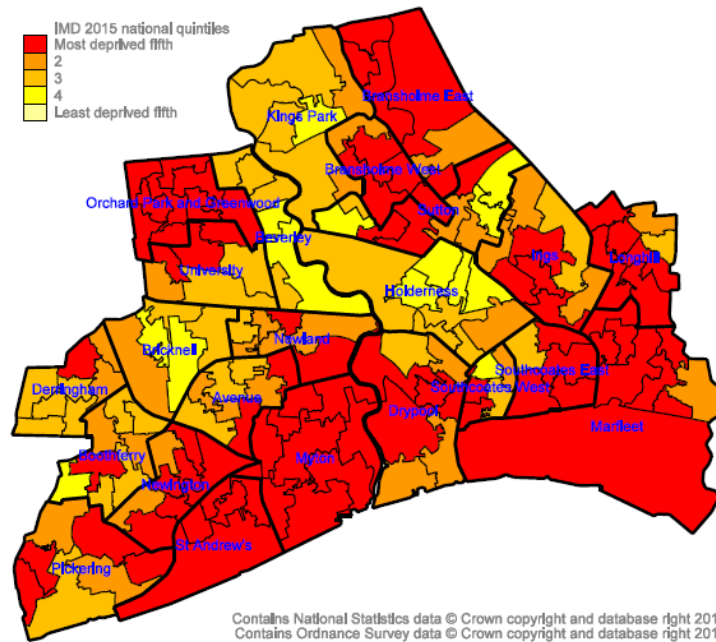 IMD 2015 national quintiles
Most deprived fifth
2
3
4
Least deprived fifth
Bransholme East
Kings Park
Bransholme West
Orchard Park and Greenwood
Sutton
Beverley
Ings
Longhill
University
Holderness
Newland
Bricknell
Southcoates East
Derringham
Southcoates West
Avenue
Drypool
Marfleet
Boothferry
Myton
Newington
St Andrew's
Pickering
Contains National Statistics data © Crown copyright and database right 201
Contains Ordnance Survey data © Crown copyright and database right 201